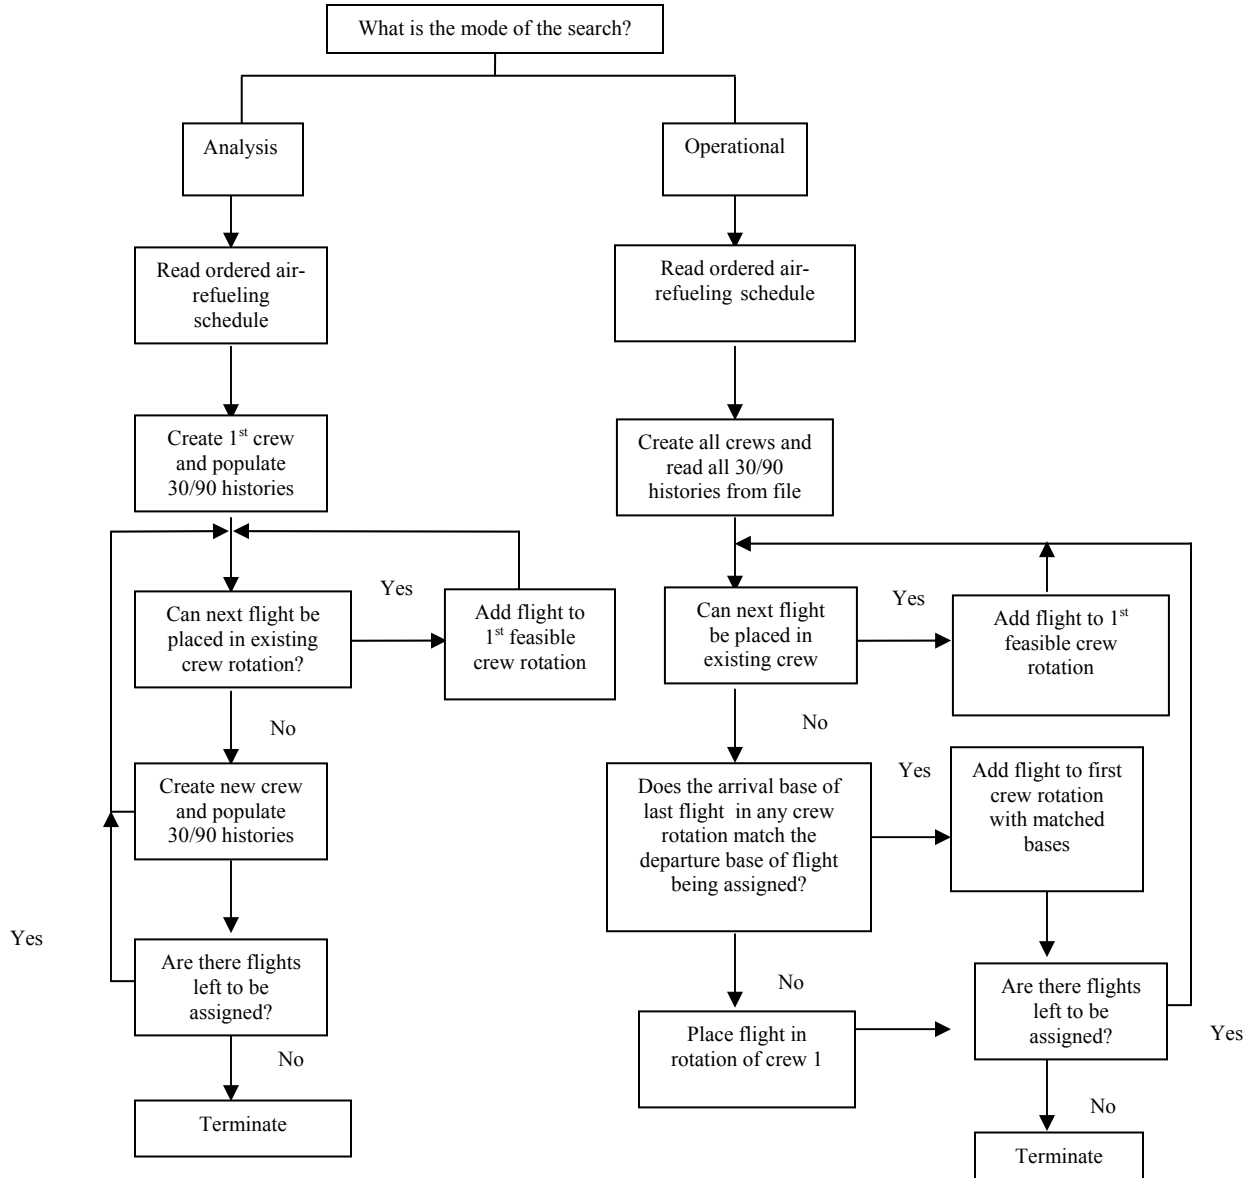 What is the mode of the search?
Analysis
Operational
Read ordered air-
refueling
schedule
Read ordered air-
refueling schedule
Create 1st crew
and populate
30/90 histories
Create all crews and
read all 30/90
histories from file
Can next flight be
placed in existing
crew rotation?
Yes
Add flight to
1st feasible
crew rotation
Can next flight
be placed in
existing crew
Yes
Add flight to 1st
feasible crew
rotation
No
No
Create new crew
and populate
30/90 histories
Does the arrival base of
last flight in any crew
rotation match the
departure base of flight
being assigned?
Yes
Add flight to first
crew rotation
with matched
bases
Yes
Are there flights
left to be
assigned?
No
Place flight in
rotation of crew 1
Are there flights
left to be
assigned?
Yes
No
Terminate
No
Terminate